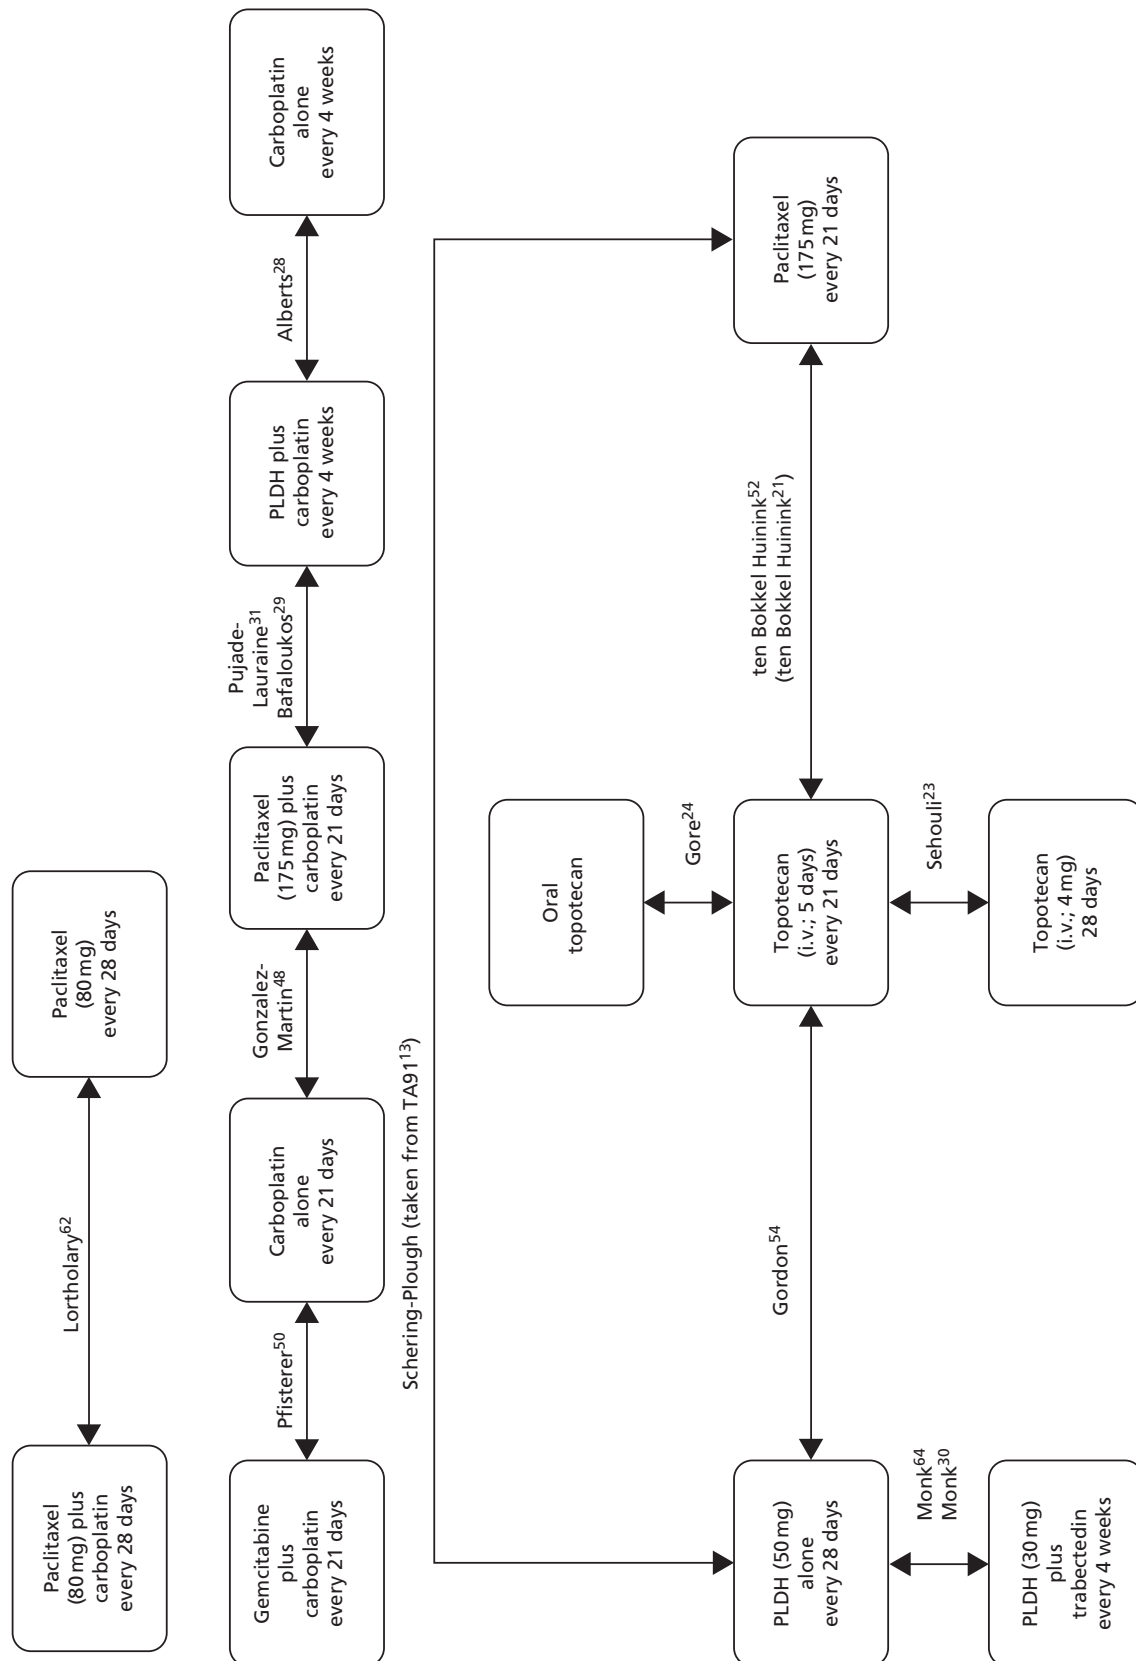 Paclitaxel
(80 mg) plus
carboplatin
every 28 days
Lortholary62
Paclitaxel
(80 mg)
every 28 days
Gemcitabine
plus
carboplatin
every 21 days
Pfisterer50
Carboplatin
alone
every 21 days
Gonzalez-
Martin48
Paclitaxel
(175 mg) plus
carboplatin
every 21 days
Pujade-
Lauraine31
Bafaloukos29
PLDH plus
carboplatin
every 4 weeks
Alberts28
Carboplatin
alone
every 4 weeks
Schering-Plough (taken from TA9113)
Oral
topotecan
Gore24
PLDH (50 mg)
alone
every 28 days
Gordon54
Topotecan
(i.v.; 5 days)
every 21 days
ten Bokkel Huinink52
(ten Bokkel Huinink21)
Paclitaxel
(175 mg)
every 21 days
Monk64
Monk30
Sehouli23
PLDH (30 mg)
plus
trabectedin
every 4 weeks
Topotecan
(i.v.; 4 mg)
28 days